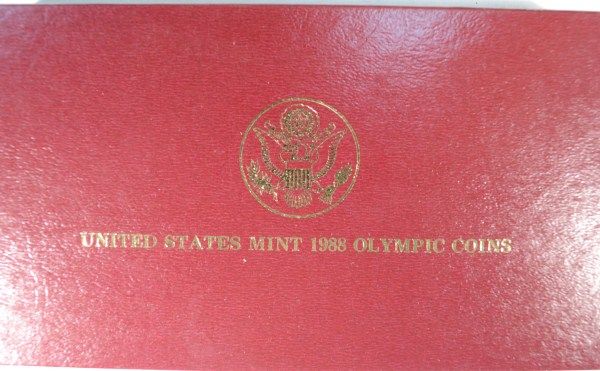 UNITED STATES MINT 1988 OLYMPIC COINS